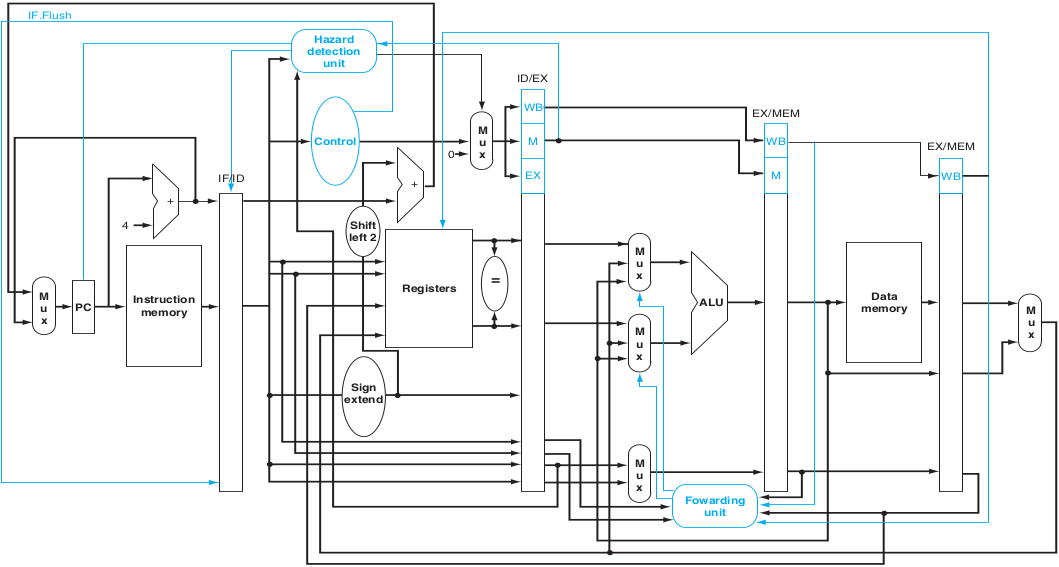 IF.Flush
Hazard
detection
unit
ID/EX
WB
EX/MEM
Control
M
u
x
M
WB
EX/MEM
0
EX
M
WB
IF/ID
+
+
4
Shift
left 2
M
u
x
PC
Instruction
memory
Registers
=
M
u
x
M
u
x
ALU
Data
memory
M
u
x
Sign
extend
M
u
x
Fowarding
unit